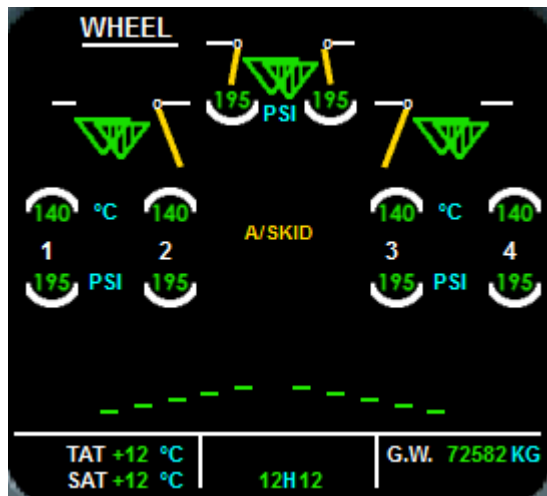 WHEEL
195 195
PSI
140 °C 140 140 °C 140
A/SKID
1 2 3 4
195 PSI 195 195 PSI 195
TAT +12 °C G.W. 72582 KG
SAT +12 °C 12H12